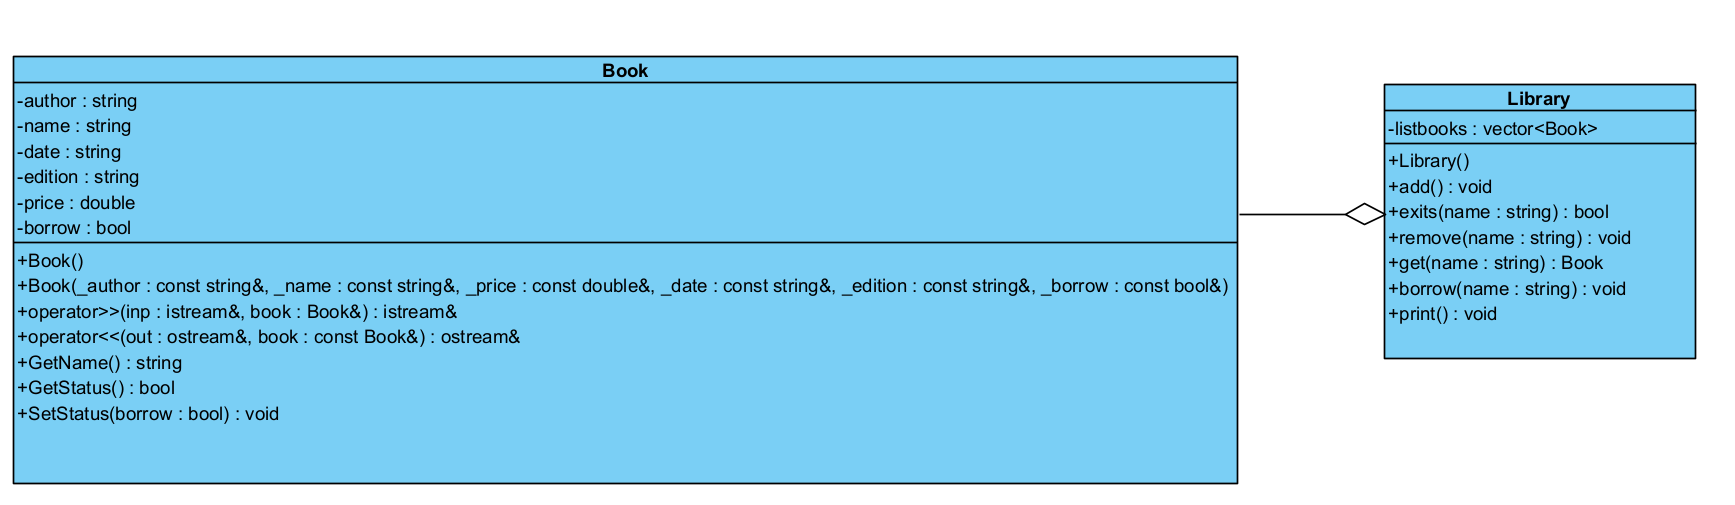 Book
-author : string
-name : string
-date : string
-edition : string
-price : double
-borrow : bool
+Book()
+Book(_author : const string&, _name : const string&, _price : const double&, _date : const string&, _edition : const string&, _borrow : const bool&)
+operator>>(inp : istream&, book : Book&) : istream&
+operator<<(out : ostream&, book : const Book&) : ostream&
+GetName() : string
+GetStatus() : bool
+SetStatus(borrow : bool) : void
Library
-listbooks : vector<Book>
+Library()
+add() : void
+exits(name : string) : bool
+remove(name : string) : void
+get(name : string) : Book
+borrow(name : string) : void
+print() : void